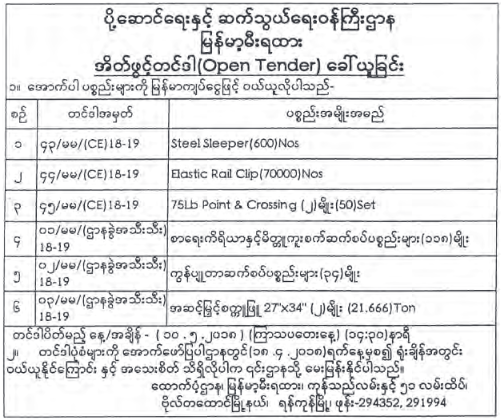 ပို့ဆောင်ရေးနှင့် ဆက်သွယ်ရေးဝန်ကြီးဌာန
မြန်မာ့မီးရထား
အိတ်ဖွင့်တင်ဒါ(Open Tender) ခေါ်ယူခြင်း
၁။ အောက်ပါ ပစ္စည်းများကို မြန်မာကျပ်ငွေဖြင့် ဝယ်ယူလိုပါသည်-
စဉ် တင်ဒါအမှတ် ပစ္စည်းအမျိုးအမည်
၁ ၄၃/မမ/(CE)18-19 Steel Sleeper(600)Nos
၂ ၄၄/မမ/(CE)18-19 Elastic Rail Clip(70000)Nos
၃ ၄၅/မမ/(CE)18-19 75Lb Point & Crossing (၂)မျိုး(50)Set
၄ ၀၁/မမ/(ဌာနခွဲအသီးသီး) 18-19 စာရေးကိရိယာနှင့်မိတ္တူကူးစက်ဆက်စပ်ပစ္စည်းများ(၁၁၈)မျိုး
၅ ၀၂/မမ/(ဌာနခွဲအသီးသီး) 18-19 ကွန်ပျူတာဆက်စပ်ပစ္စည်းများ(၃၄)မျိုး
၆ ၀၃/မမ/(ဌာနခွဲအသီးသီး) 18-19 အဆင့်မြင့်စက္ကူဖြူ 27"x34" (၂)မျိုး (21.666)Ton
တင်ဒါပိတ်မည့် နေ့/အချိန် - ( ၁၀ . ၅ .၂၀၁၈ ) (ကြာသပတေးနေ့) (၁၄:၃၀)နာရီ
၂။ တင်ဒါပုံစံများကို အောက်ဖော်ပြပါဌာနတွင်(၁၈ .၄ .၂၀၁၈)ရက်နေ့မှစ၍ ရုံးချိန်အတွင်း
ဝယ်ယူနိုင်ကြောင်း နှင့် အသေးစိတ် သိရှိလိုပါက ၎င်းဌာနသို့ မေးမြန်းနိုင်ပါသည်။
ထောက်ပံ့ဌာန၊ မြန်မာ့မီးရထား၊ ကုန်သည်လမ်းနှင့် ၅၁ လမ်းထိပ်၊
ဗိုလ်တထောင်မြို့နယ်၊ ရန်ကုန်မြို့၊ ဖုန်း-294352, 291994